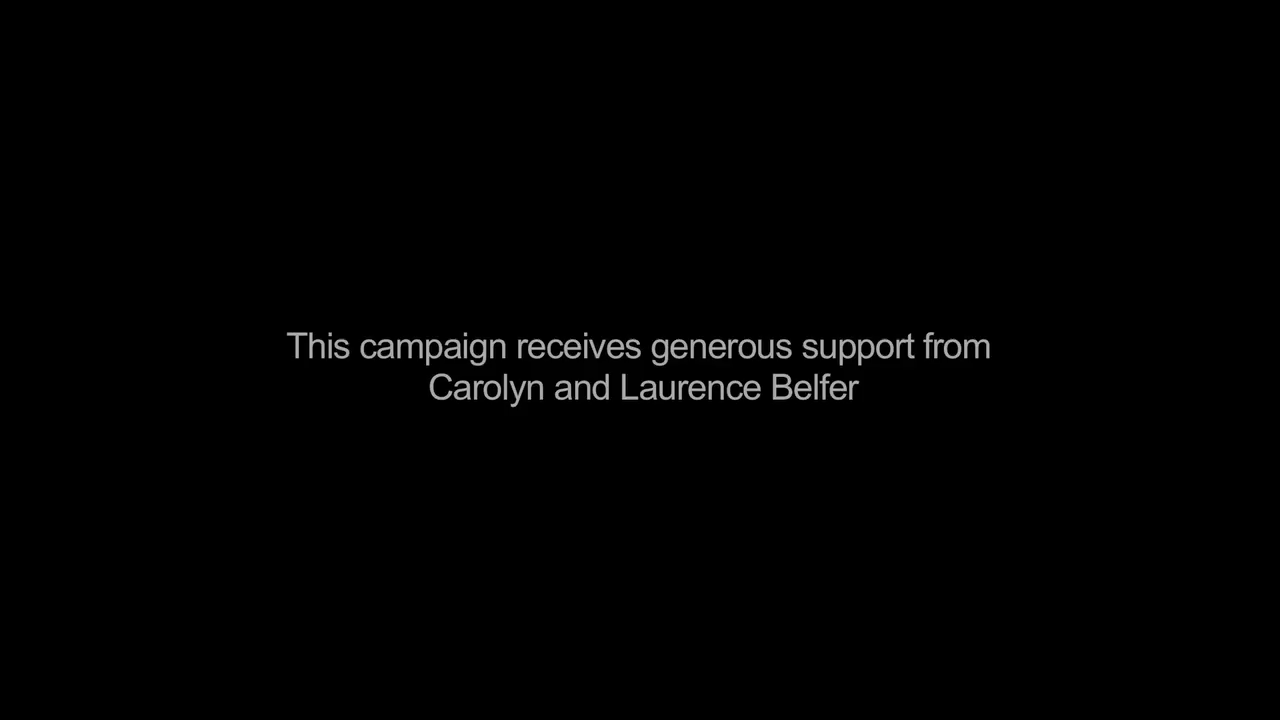 This campaign receives generous support from
Carolyn and Laurence Belfer